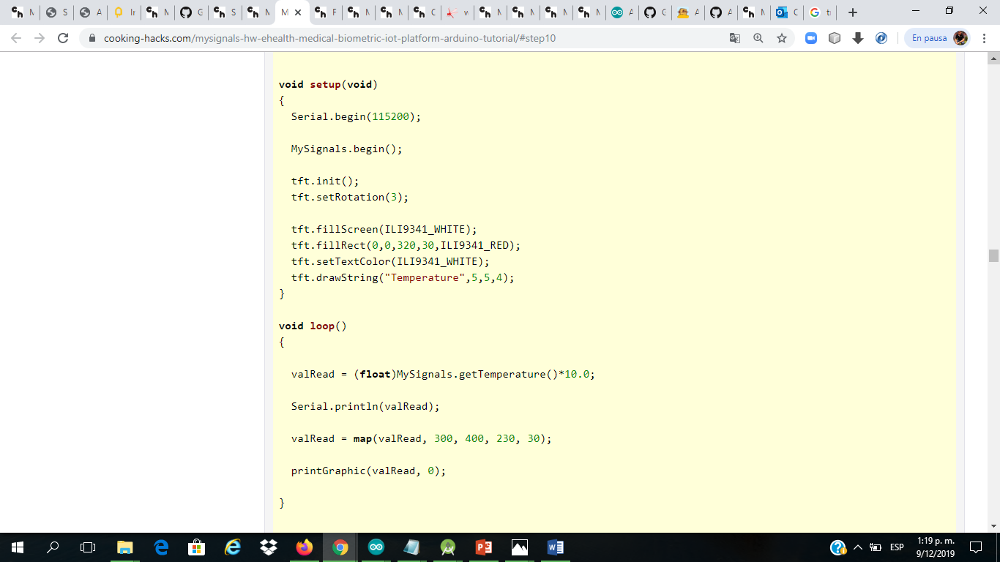 cooking-hacks.com/mysignals-hw-ehealth-medical-biometric-iot-platform-arduino-tutorial/#step10
En pausa
void setup(void)
{
  Serial.begin(115200);
  MySignals.begin();
  tft.init();
  tft.setRotation(3);
  tft.fillScreen(ILI9341_WHITE);
  tft.fillRect(0,0,320,30,ILI9341_RED);
  tft.setTextColor(ILI9341_WHITE);
  tft.drawString("Temperature",5,5,4);
}
void loop()
{
  valRead = (float)MySignals.getTemperature()*10.0;
  Serial.println(valRead);
  valRead = map(valRead, 300, 400, 230, 30);
  printGraphic(valRead, 0);
}
ESP
1:19 p. m.
9/12/2019